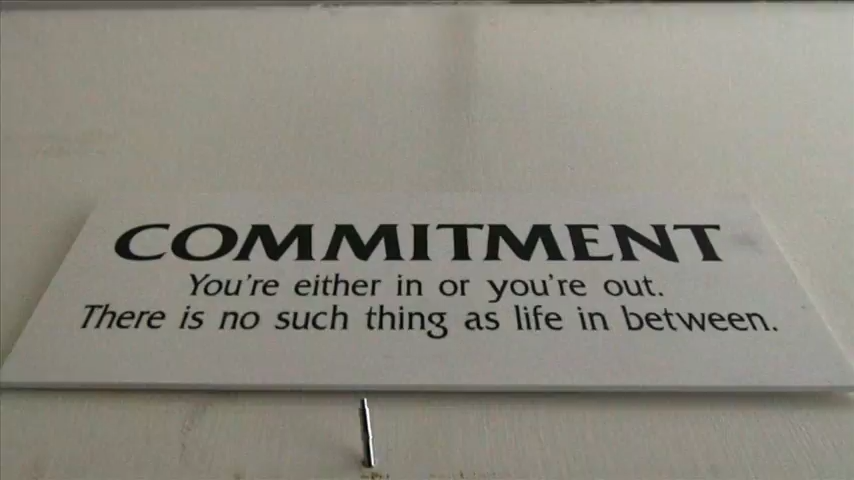 COMMITMENT
You're either in or you're out.
There is no such thing as life in between.